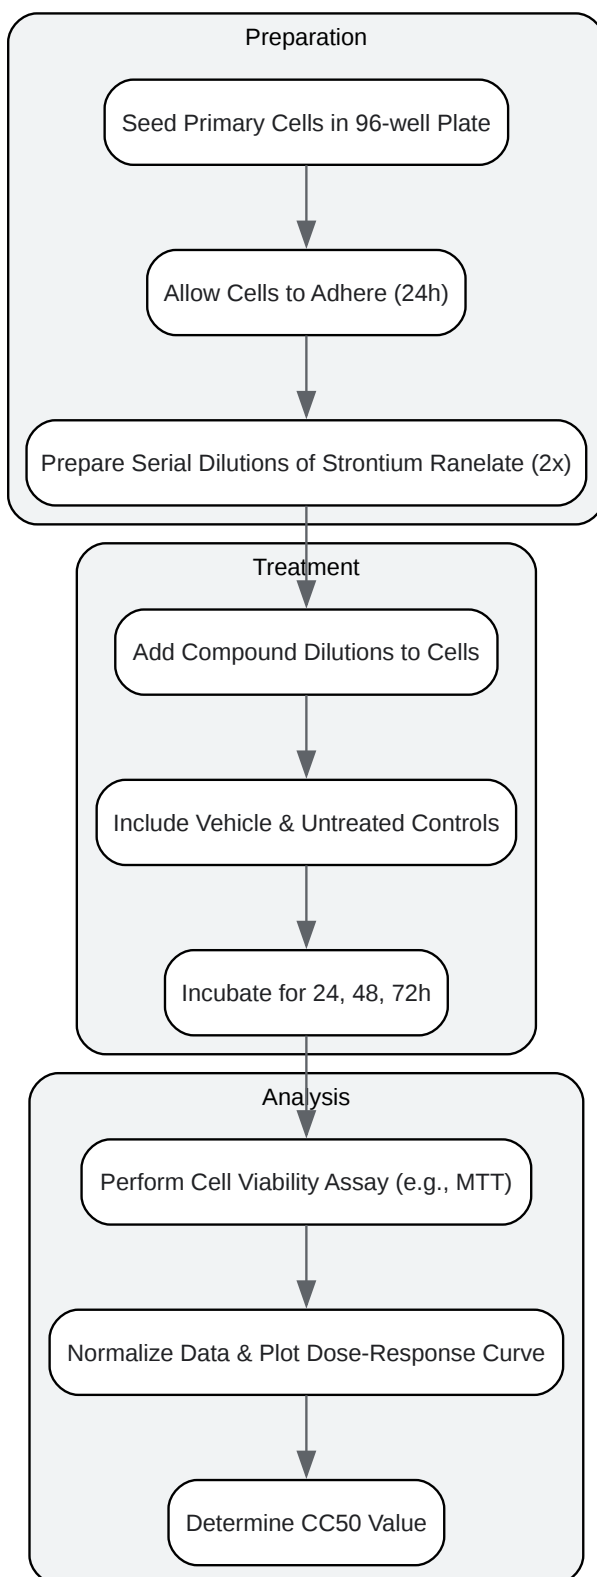 Preparation
Seed Primary Cells in 96-well Plate
Allow Cells to Adhere (24h)
Prepare Serial Dilutions of Strontium Ranelate (2x)
Treatment
Add Compound Dilutions to Cells
Include Vehicle & Untreated Controls
Incubate for 24, 48, 72h
Analysis
Perform Cell Viability Assay (e.g., MTT)
Normalize Data & Plot Dose-Response Curve
Determine CC50 Value